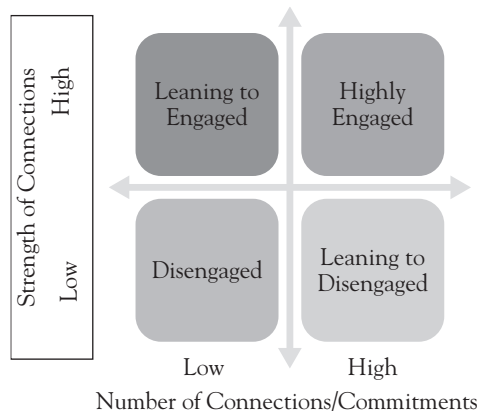 Strength of Connections
High
Low
Leaning to
Engaged
Highly
Engaged
Disengaged
Leaning to
Disengaged
Low
High
Number of Connections/Commitments